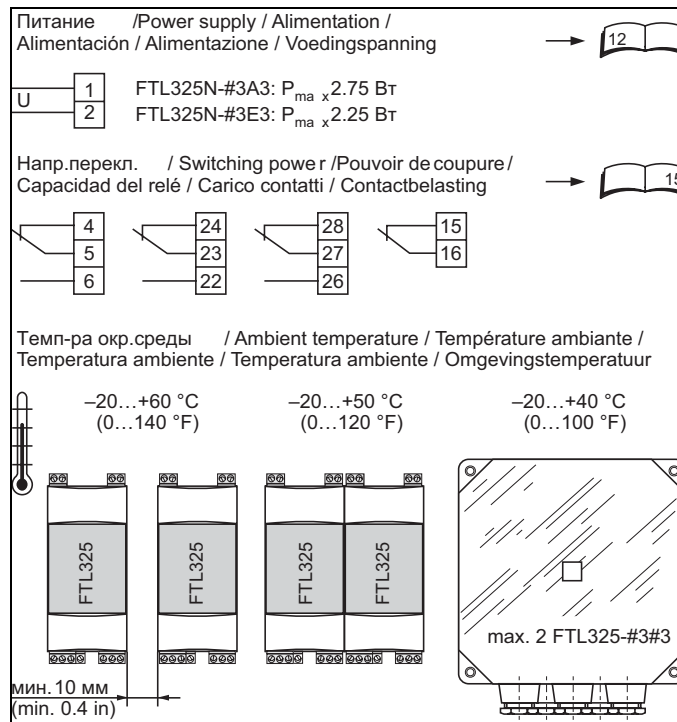 Питание /Power supply / Alimentation /
Alimentación / Alimentazione / Voedingspanning
12
U
1
2
FTL325N-#3A3: Pma x 2.75 Вт
FTL325N-#3E3: Pma x 2.25 Вт
Напр.перекл. / Switching power /Pouvoir de coupure /
Capacidad del relé / Carico contatti / Contactbelasting
15
4 24 28 15
5 23 27 16
6 22 26
Темп-ра окр.среды / Ambient temperature / Température ambiante /
Temperatura ambiente / Temperatura ambiente / Omgevingstemperatuur
–20…+60 °C –20…+50 °C –20…+40 °C
(0…140 °F) (0…120 °F) (0…100 °F)
FTL325 FTL325 FTL325 FTL325
max. 2 FTL325-#3#3
мин.10 мм
(min. 0.4 in)